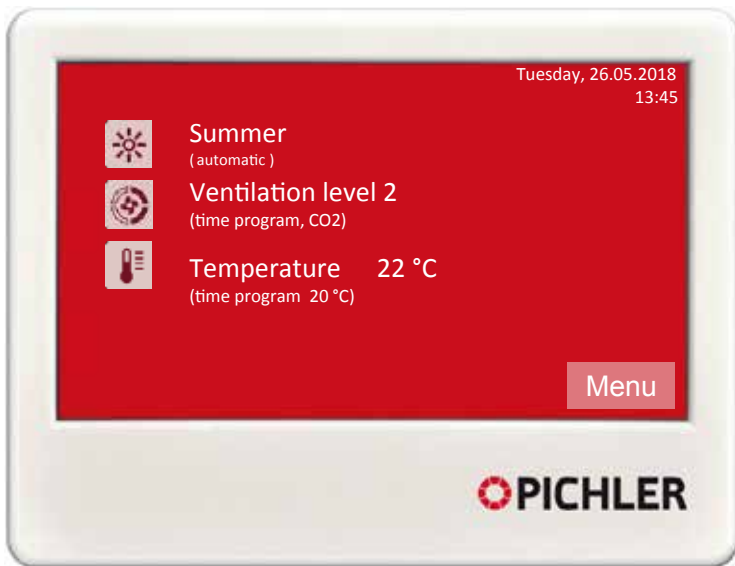 Tuesday, 26.05.2018
13:45
Summer
( automatic )
Ventilation level 2
(time program, CO2)
Temperature 22 °C
(time program 20 °C)
Menu
PICHLER